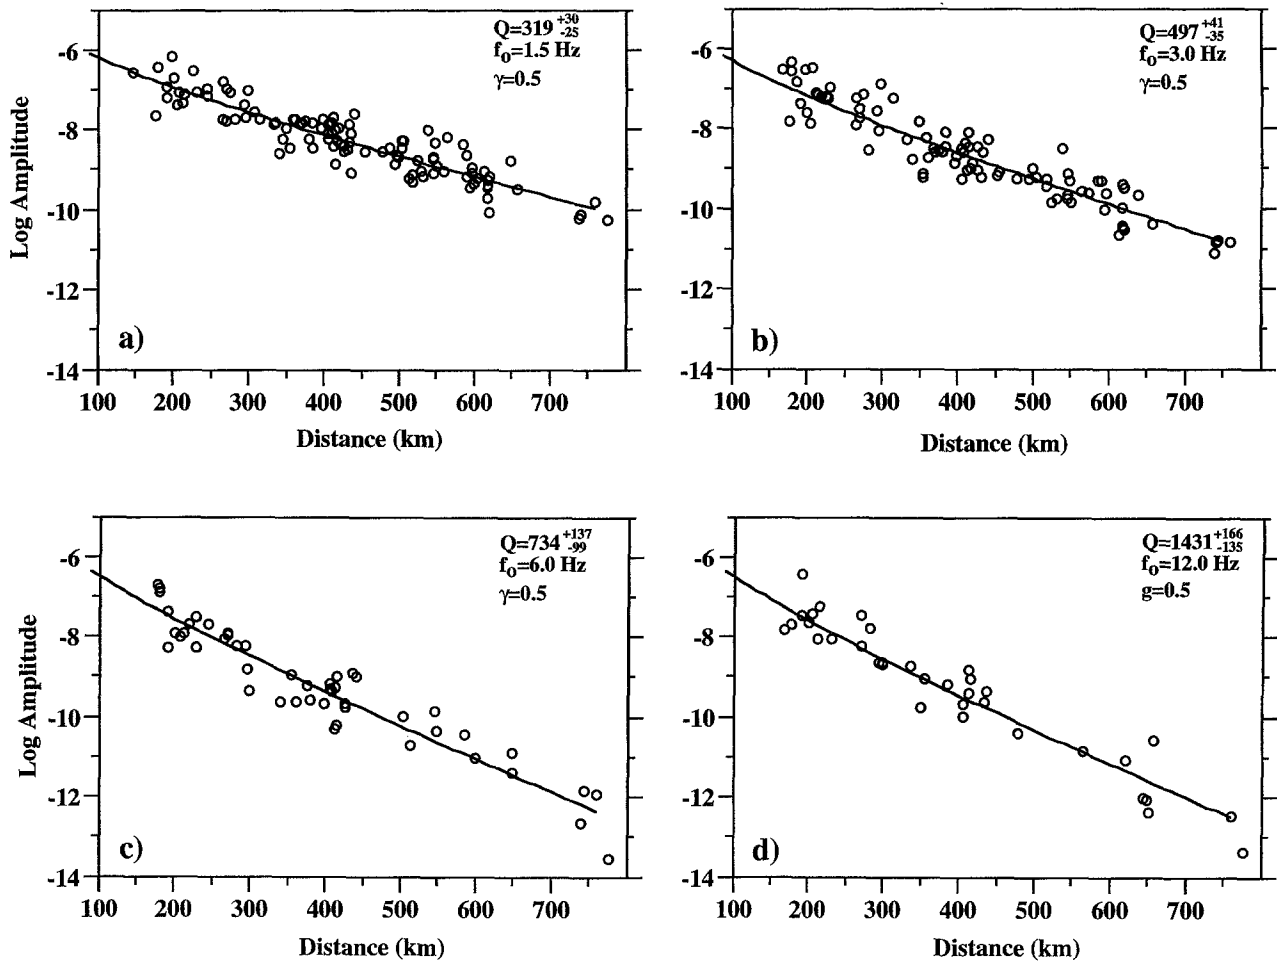 Q=319 +30 -25
fo=1.5 Hz
γ=0.5
-6
-8
-10
-12
-14
Log Amplitude
a)
100 200 300 400 500 600 700
Distance (km)
Q=497 +41 -35
fo=3.0 Hz
γ=0.5
-6
-8
-10
-12
-14
b)
100 200 300 400 500 600 700
Distance (km)
Q=734 +137 -99
fo=6.0 Hz
γ=0.5
-6
-8
-10
-12
-14
Log Amplitude
c)
100 200 300 400 500 600 700
Distance (km)
Q=1431 +166 -135
fo=12.0 Hz
g=0.5
-6
-8
-10
-12
-14
d)
100 200 300 400 500 600 700
Distance (km)